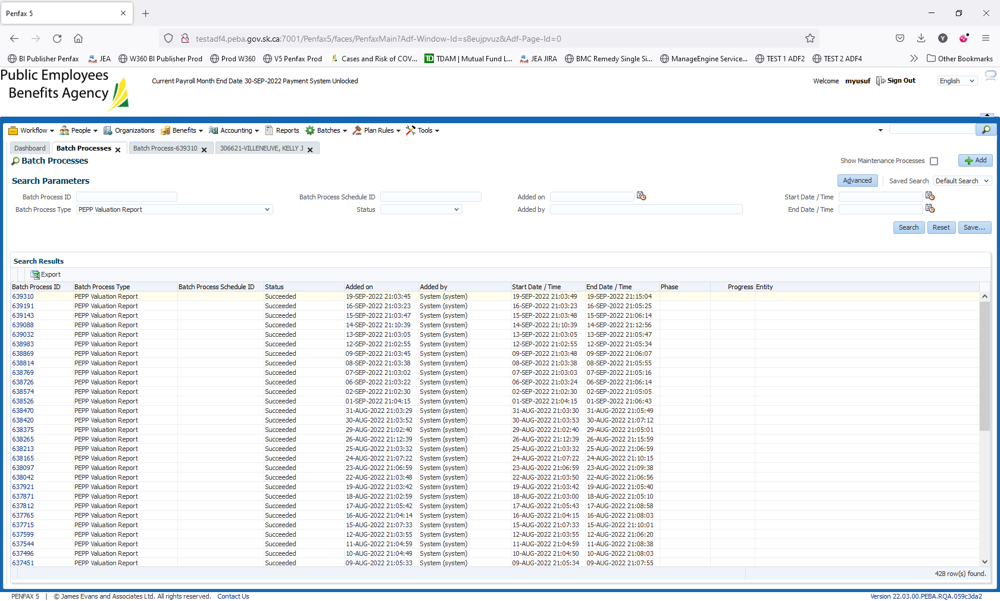 Penfax 5
testadf4.peba.gov.sk.ca:7001/Penfax5/faces/PenfaxMain?Adf-Window-Id=s8eujpvuz&Adf-Page-Id=0
BI Publisher Penfax JEA W360 BI Publisher Prod Prod W360 V5 Penfax Prod Cases and Risk of COV... TD TDAM | Mutual Fund L... JEA JIRA BMC Remedy Single Si... ManageEngine Service... TEST 1 ADF2 TEST 2 ADF4 Other Bookmarks
Public Employees
Benefits Agency
Current Payroll Month End Date 30-SEP-2022 Payment System Unlocked
Welcome myusuf Sign Out English
Workflow People Organizations Benefits Accounting Reports Batches Plan Rules Tools
Dashboard Batch Processes Batch Process-639310 306621-VILLENEUVE, KELLY J
Batch Processes Show Maintenance Processes Add
Search Parameters Advanced Saved Search Default Search
Batch Process ID Batch Process Schedule ID Added on Start Date / Time
Batch Process Type PEPP Valuation Report Status Added by End Date / Time
Search Reset Save...
Search Results
Export
Batch Process ID Batch Process Type Batch Process Schedule ID Status Added on Added by Start Date / Time End Date / Time Phase Progress Entity
639310 PEPP Valuation Report Succeeded 19-SEP-2022 21:03:45 System (system) 19-SEP-2022 21:03:49 19-SEP-2022 21:15:04
639191 PEPP Valuation Report Succeeded 16-SEP-2022 21:03:23 System (system) 16-SEP-2022 21:03:23 16-SEP-2022 21:05:25
639143 PEPP Valuation Report Succeeded 15-SEP-2022 21:03:47 System (system) 15-SEP-2022 21:03:48 15-SEP-2022 21:06:14
639088 PEPP Valuation Report Succeeded 14-SEP-2022 21:10:39 System (system) 14-SEP-2022 21:10:39 14-SEP-2022 21:12:56
639032 PEPP Valuation Report Succeeded 13-SEP-2022 21:03:05 System (system) 13-SEP-2022 21:03:05 13-SEP-2022 21:05:47
638983 PEPP Valuation Report Succeeded 12-SEP-2022 21:02:55 System (system) 12-SEP-2022 21:02:55 12-SEP-2022 21:05:34
638869 PEPP Valuation Report Succeeded 09-SEP-2022 21:03:45 System (system) 09-SEP-2022 21:03:48 09-SEP-2022 21:06:07
638814 PEPP Valuation Report Succeeded 08-SEP-2022 21:03:38 System (system) 08-SEP-2022 21:03:38 08-SEP-2022 21:05:55
638769 PEPP Valuation Report Succeeded 07-SEP-2022 21:03:02 System (system) 07-SEP-2022 21:03:03 07-SEP-2022 21:05:16
638726 PEPP Valuation Report Succeeded 06-SEP-2022 21:03:22 System (system) 06-SEP-2022 21:03:24 06-SEP-2022 21:06:14
638574 PEPP Valuation Report Succeeded 02-SEP-2022 21:02:30 System (system) 02-SEP-2022 21:02:30 02-SEP-2022 21:05:05
638526 PEPP Valuation Report Succeeded 01-SEP-2022 21:04:15 System (system) 01-SEP-2022 21:04:15 01-SEP-2022 21:06:43
638470 PEPP Valuation Report Succeeded 31-AUG-2022 21:03:29 System (system) 31-AUG-2022 21:03:30 31-AUG-2022 21:05:49
638420 PEPP Valuation Report Succeeded 30-AUG-2022 21:03:52 System (system) 30-AUG-2022 21:03:53 30-AUG-2022 21:07:12
638375 PEPP Valuation Report Succeeded 29-AUG-2022 21:02:40 System (system) 29-AUG-2022 21:02:40 29-AUG-2022 21:05:01
638265 PEPP Valuation Report Succeeded 26-AUG-2022 21:12:39 System (system) 26-AUG-2022 21:12:39 26-AUG-2022 21:15:59
638213 PEPP Valuation Report Succeeded 25-AUG-2022 21:03:32 System (system) 25-AUG-2022 21:03:32 25-AUG-2022 21:06:59
638165 PEPP Valuation Report Succeeded 24-AUG-2022 21:07:22 System (system) 24-AUG-2022 21:07:22 24-AUG-2022 21:10:15
638097 PEPP Valuation Report Succeeded 23-AUG-2022 21:06:59 System (system) 23-AUG-2022 21:06:59 23-AUG-2022 21:09:38
638042 PEPP Valuation Report Succeeded 22-AUG-2022 21:03:48 System (system) 22-AUG-2022 21:03:50 22-AUG-2022 21:06:56
637921 PEPP Valuation Report Succeeded 19-AUG-2022 21:03:42 System (system) 19-AUG-2022 21:03:42 19-AUG-2022 21:05:40
637871 PEPP Valuation Report Succeeded 18-AUG-2022 21:02:59 System (system) 18-AUG-2022 21:03:00 18-AUG-2022 21:05:10
637812 PEPP Valuation Report Succeeded 17-AUG-2022 21:05:42 System (system) 17-AUG-2022 21:05:43 17-AUG-2022 21:08:58
637765 PEPP Valuation Report Succeeded 16-AUG-2022 21:04:14 System (system) 16-AUG-2022 21:04:15 16-AUG-2022 21:08:03
637715 PEPP Valuation Report Succeeded 15-AUG-2022 21:07:33 System (system) 15-AUG-2022 21:07:33 15-AUG-2022 21:10:01
637599 PEPP Valuation Report Succeeded 12-AUG-2022 21:03:55 System (system) 12-AUG-2022 21:03:55 12-AUG-2022 21:06:20
637544 PEPP Valuation Report Succeeded 11-AUG-2022 21:04:59 System (system) 11-AUG-2022 21:04:59 11-AUG-2022 21:08:38
637496 PEPP Valuation Report Succeeded 10-AUG-2022 21:04:49 System (system) 10-AUG-2022 21:04:50 10-AUG-2022 21:08:03
637451 PEPP Valuation Report Succeeded 09-AUG-2022 21:05:33 System (system) 09-AUG-2022 21:05:34 09-AUG-2022 21:07:55
428 row(s) found.
PENFAX 5 | © James Evans and Associates Ltd. All rights reserved. Contact Us Version 22.03.00.PEBA.RQA.059c3da2